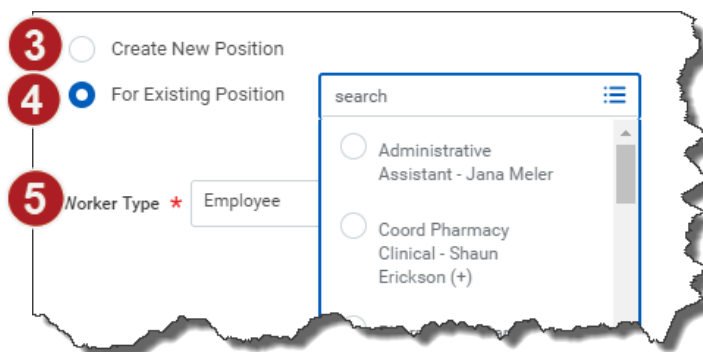 3 Create New Position
4 For Existing Position search
Administrative
Assistant - Jana Meler
5 Worker Type * Employee
Coord Pharmacy
Clinical - Shaun
Erickson (+)